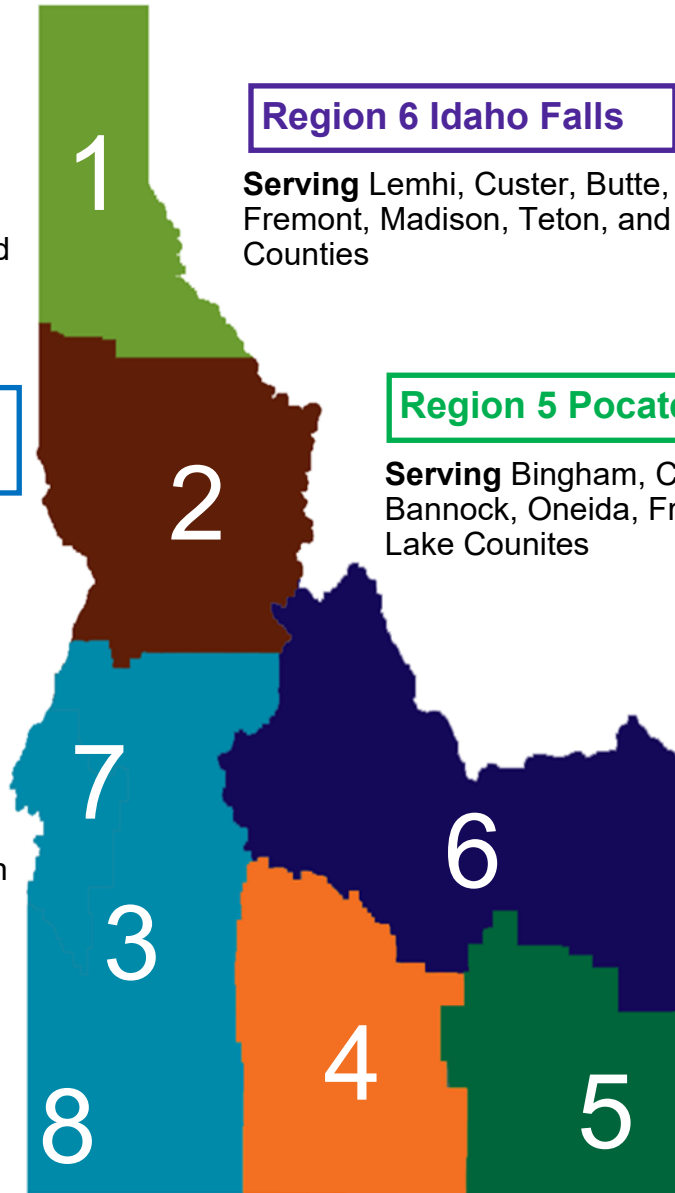 1
Region 6 Idaho Falls
Serving Lemhi, Custer, Butte,
Fremont, Madison, Teton, and
Counties
d
2
Region 5 Pocat
Serving Bingham, C
Bannock, Oneida, Fr
Lake Counites
7
6
n
3
4
5
8